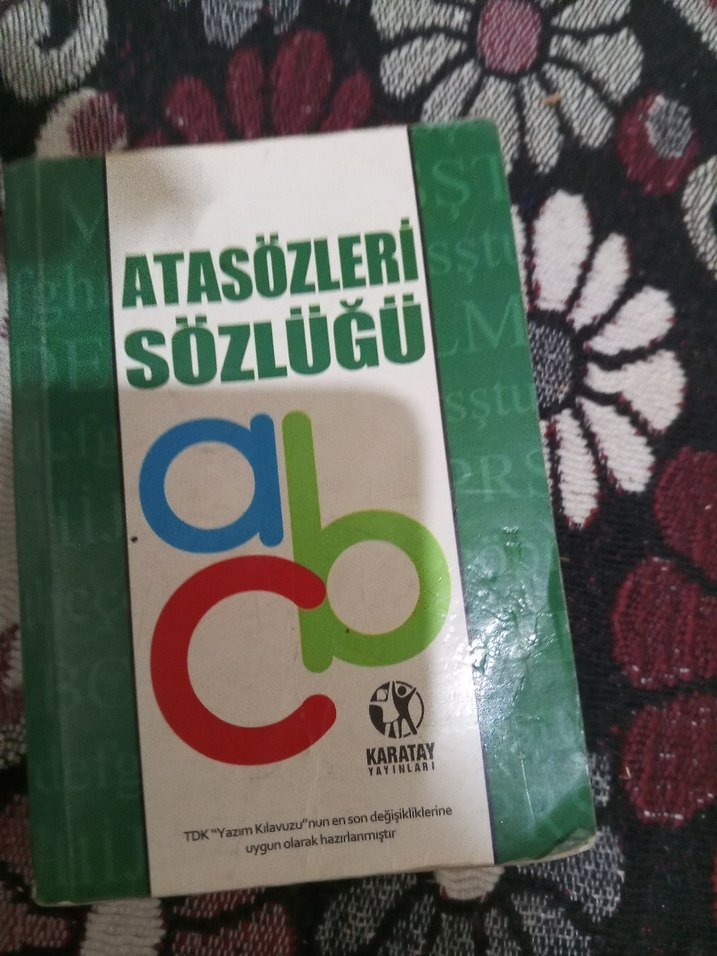 ATASÖZLERİ
SÖZLÜĞÜ
abc
KARATAY
YAYINLARI
TDK "Yazım Kılavuzu"nun en son değişikliklerine
uygun olarak hazırlanmıştır